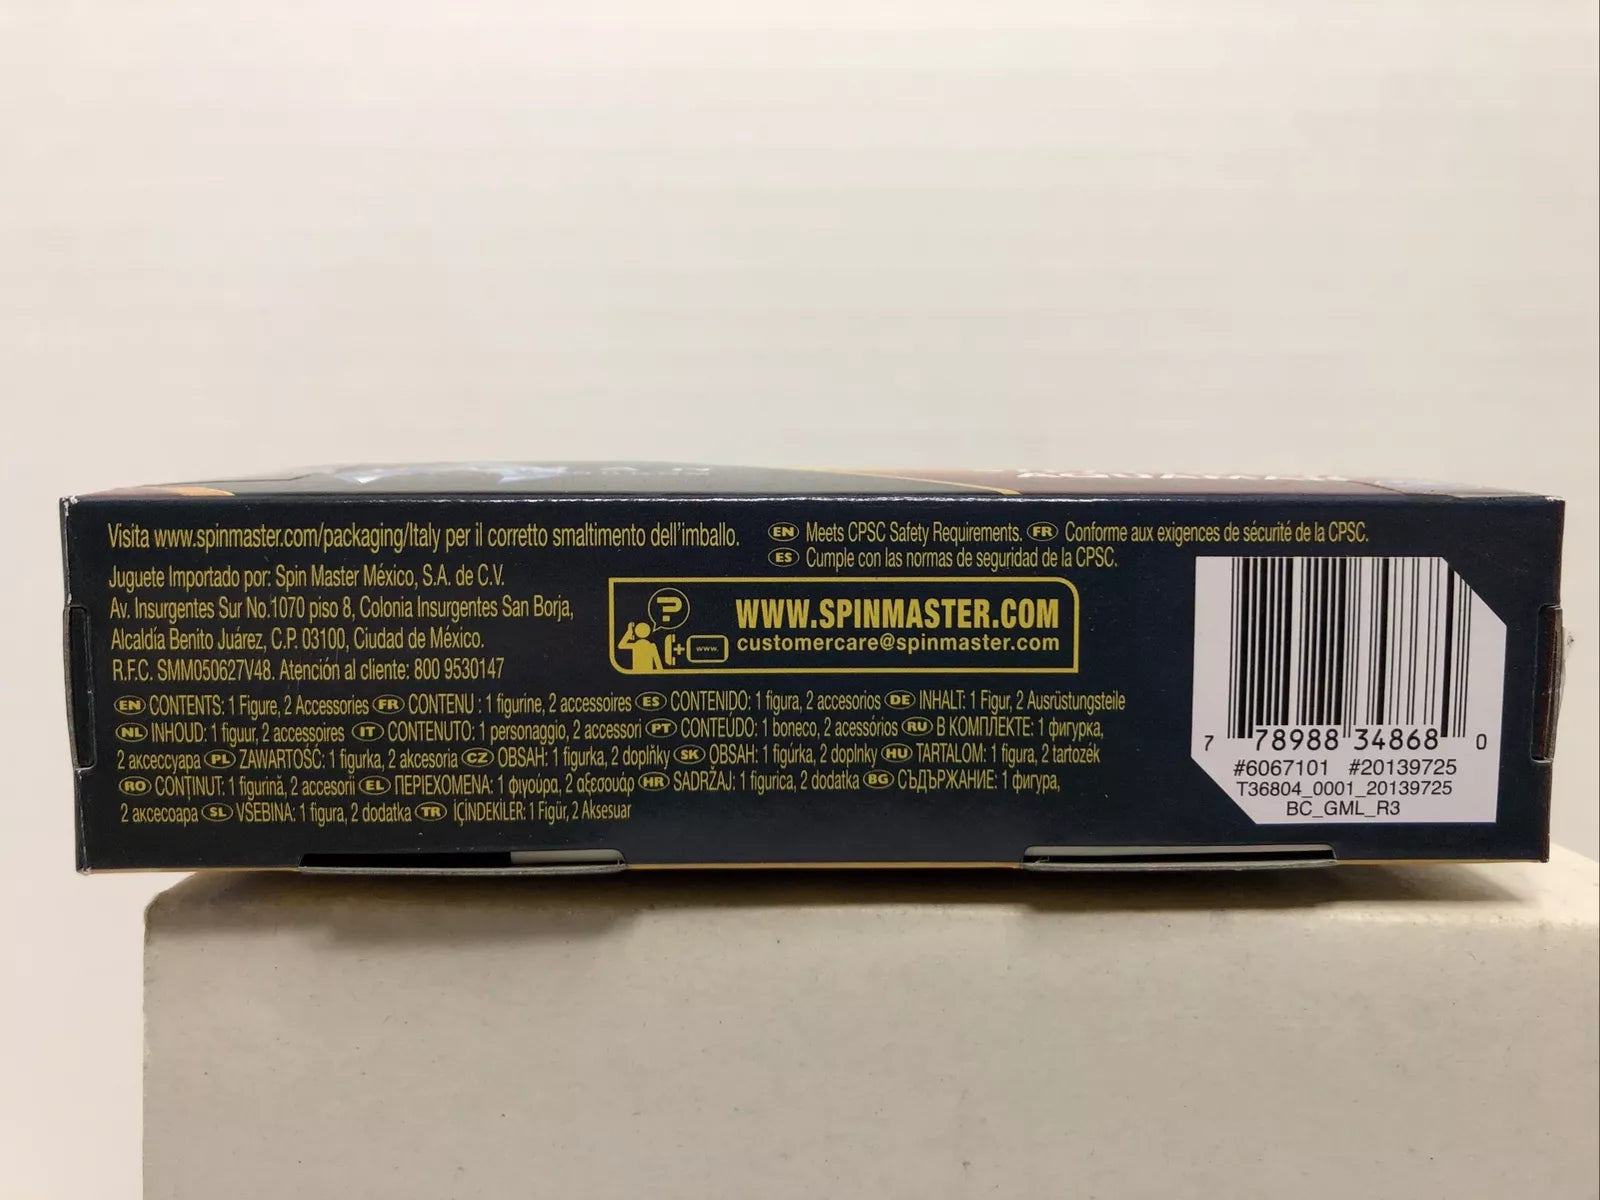 Visita www.spinmaster.com/packaging/Italy per il corretto smaltimento dell'imballo.
Juguete Importado por: Spin Master México, S.A. de C.V.
Av. Insurgentes Sur No.1070 piso 8, Colonia Insurgentes San Borja,
Alcaldía Benito Juárez, C.P. 03100, Ciudad de México.
R.F.C. SMM050627V48. Atención al cliente: 800 9530147
EN Meets CPSC Safety Requirements. FR Conforme aux exigences de sécurité de la CPSC.
ES Cumple con las normas de seguridad de la CPSC.
?
www.
WWW.SPINMASTER.COM
customercare@spinmaster.com
EN CONTENTS: 1 Figure, 2 Accessories FR CONTENU : 1 figurine, 2 accessoires ES CONTENIDO: 1 figura, 2 accesorios DE INHALT: 1 Figur, 2 Ausrüstungsteile
NL INHOUD: 1 figuur, 2 accessoires IT CONTENUTO: 1 personaggio, 2 accessori PT CONTEÚDO: 1 boneco, 2 acessórios RU В КОМПЛЕКТЕ: 1 фигурка,
2 аксессуара PL ZAWARTOŚĆ: 1 figurka, 2 akcesoria CZ OBSAH: 1 figurka, 2 doplňky SK OBSAH: 1 figúrka, 2 doplnky HU TARTALOM: 1 figura, 2 tartozék
RO CONȚINUT: 1 figurină, 2 accesorii EL ΠΕΡΙΕΧΟΜΕΝΑ: 1 φιγούρα, 2 αξεσουάρ HR SADRŽAJ: 1 figurica, 2 dodatka BG СЪДЪРЖАНИЕ: 1 фигура,
2 аксесоара SL VSEBINA: 1 figura, 2 dodatka TR İÇİNDEKİLER: 1 Figür, 2 Aksesuar
7 78988 34868 0
#6067101 #20139725
T36804_0001_20139725
BC_GML_R3